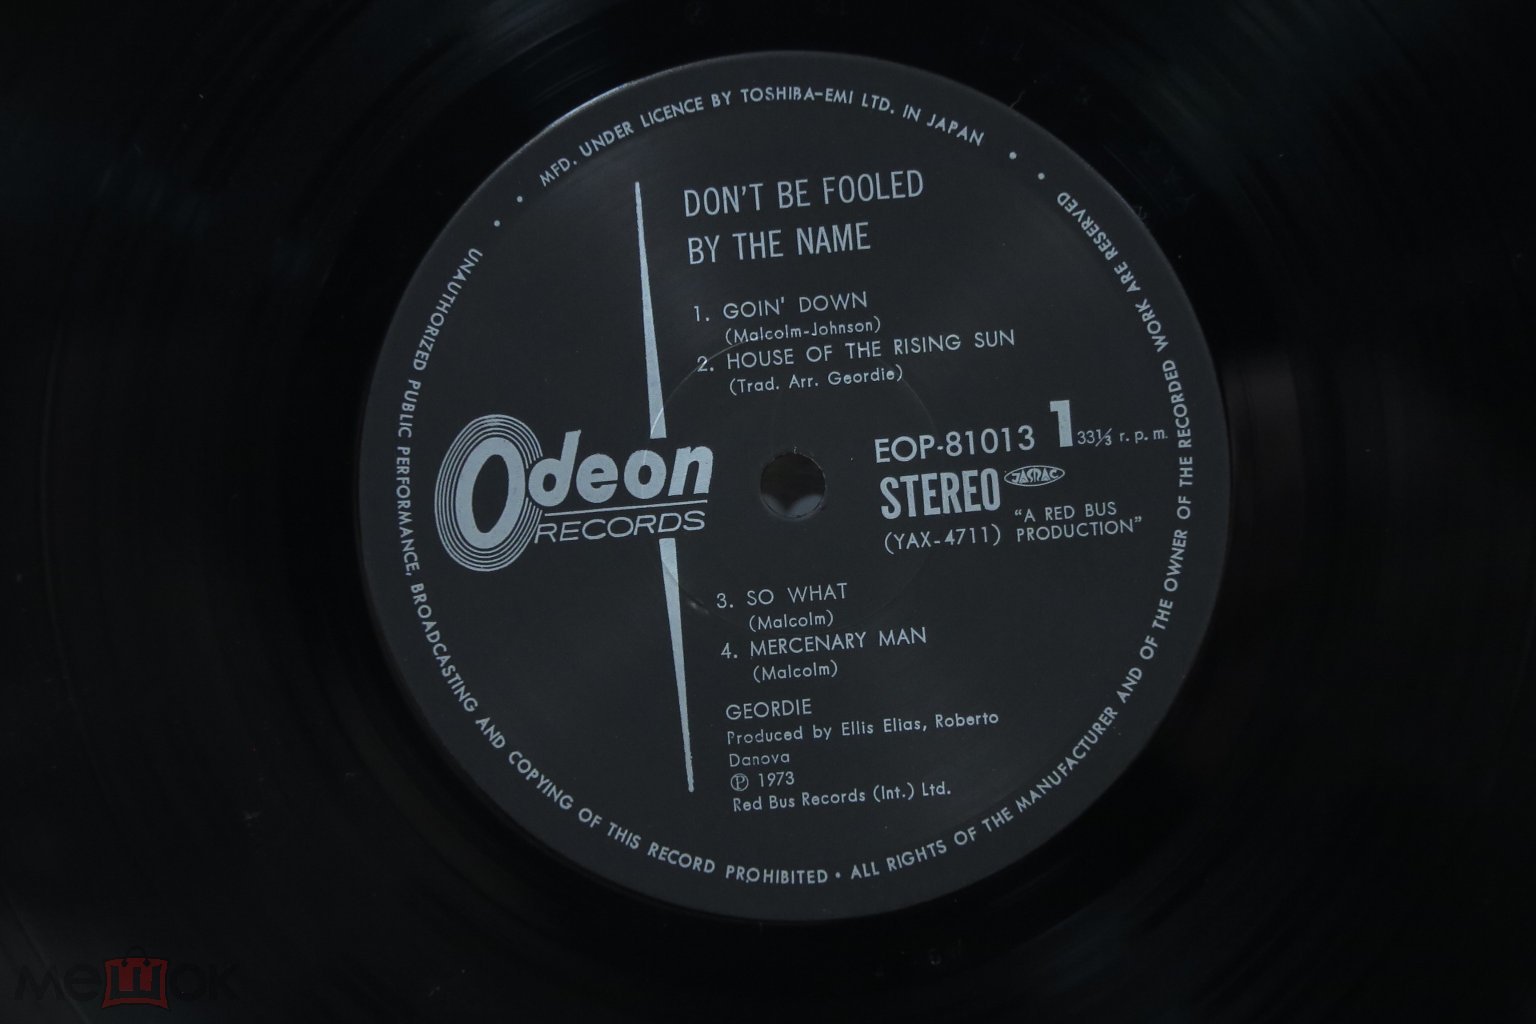 MFD. UNDER LICENCE BY TOSHIBA-EMI LTD. IN JAPAN
DON'T BE FOOLED
BY THE NAME
1. GOIN' DOWN
(Malcolm-Johnson)
2. HOUSE OF THE RISING SUN
(Trad. Arr. Geordie)
Odeon
RECORDS
EOP-81013 1 33⅓ r.p.m.
STEREO JASRAC
(YAX-4711) "A RED BUS
PRODUCTION"
3. SO WHAT
(Malcolm)
4. MERCENARY MAN
(Malcolm)
GEORDIE
Produced by Ellis Elias, Roberto
Danova
Ⓟ 1973
Red Bus Records (Int.) Ltd.
UNAUTHORIZED PUBLIC PERFORMANCE, BROADCASTING AND COPYING OF THIS RECORD PROHIBITED • ALL RIGHTS OF THE MANUFACTURER AND OF THE OWNER OF THE RECORDED WORK ARE RESERVED
мешок